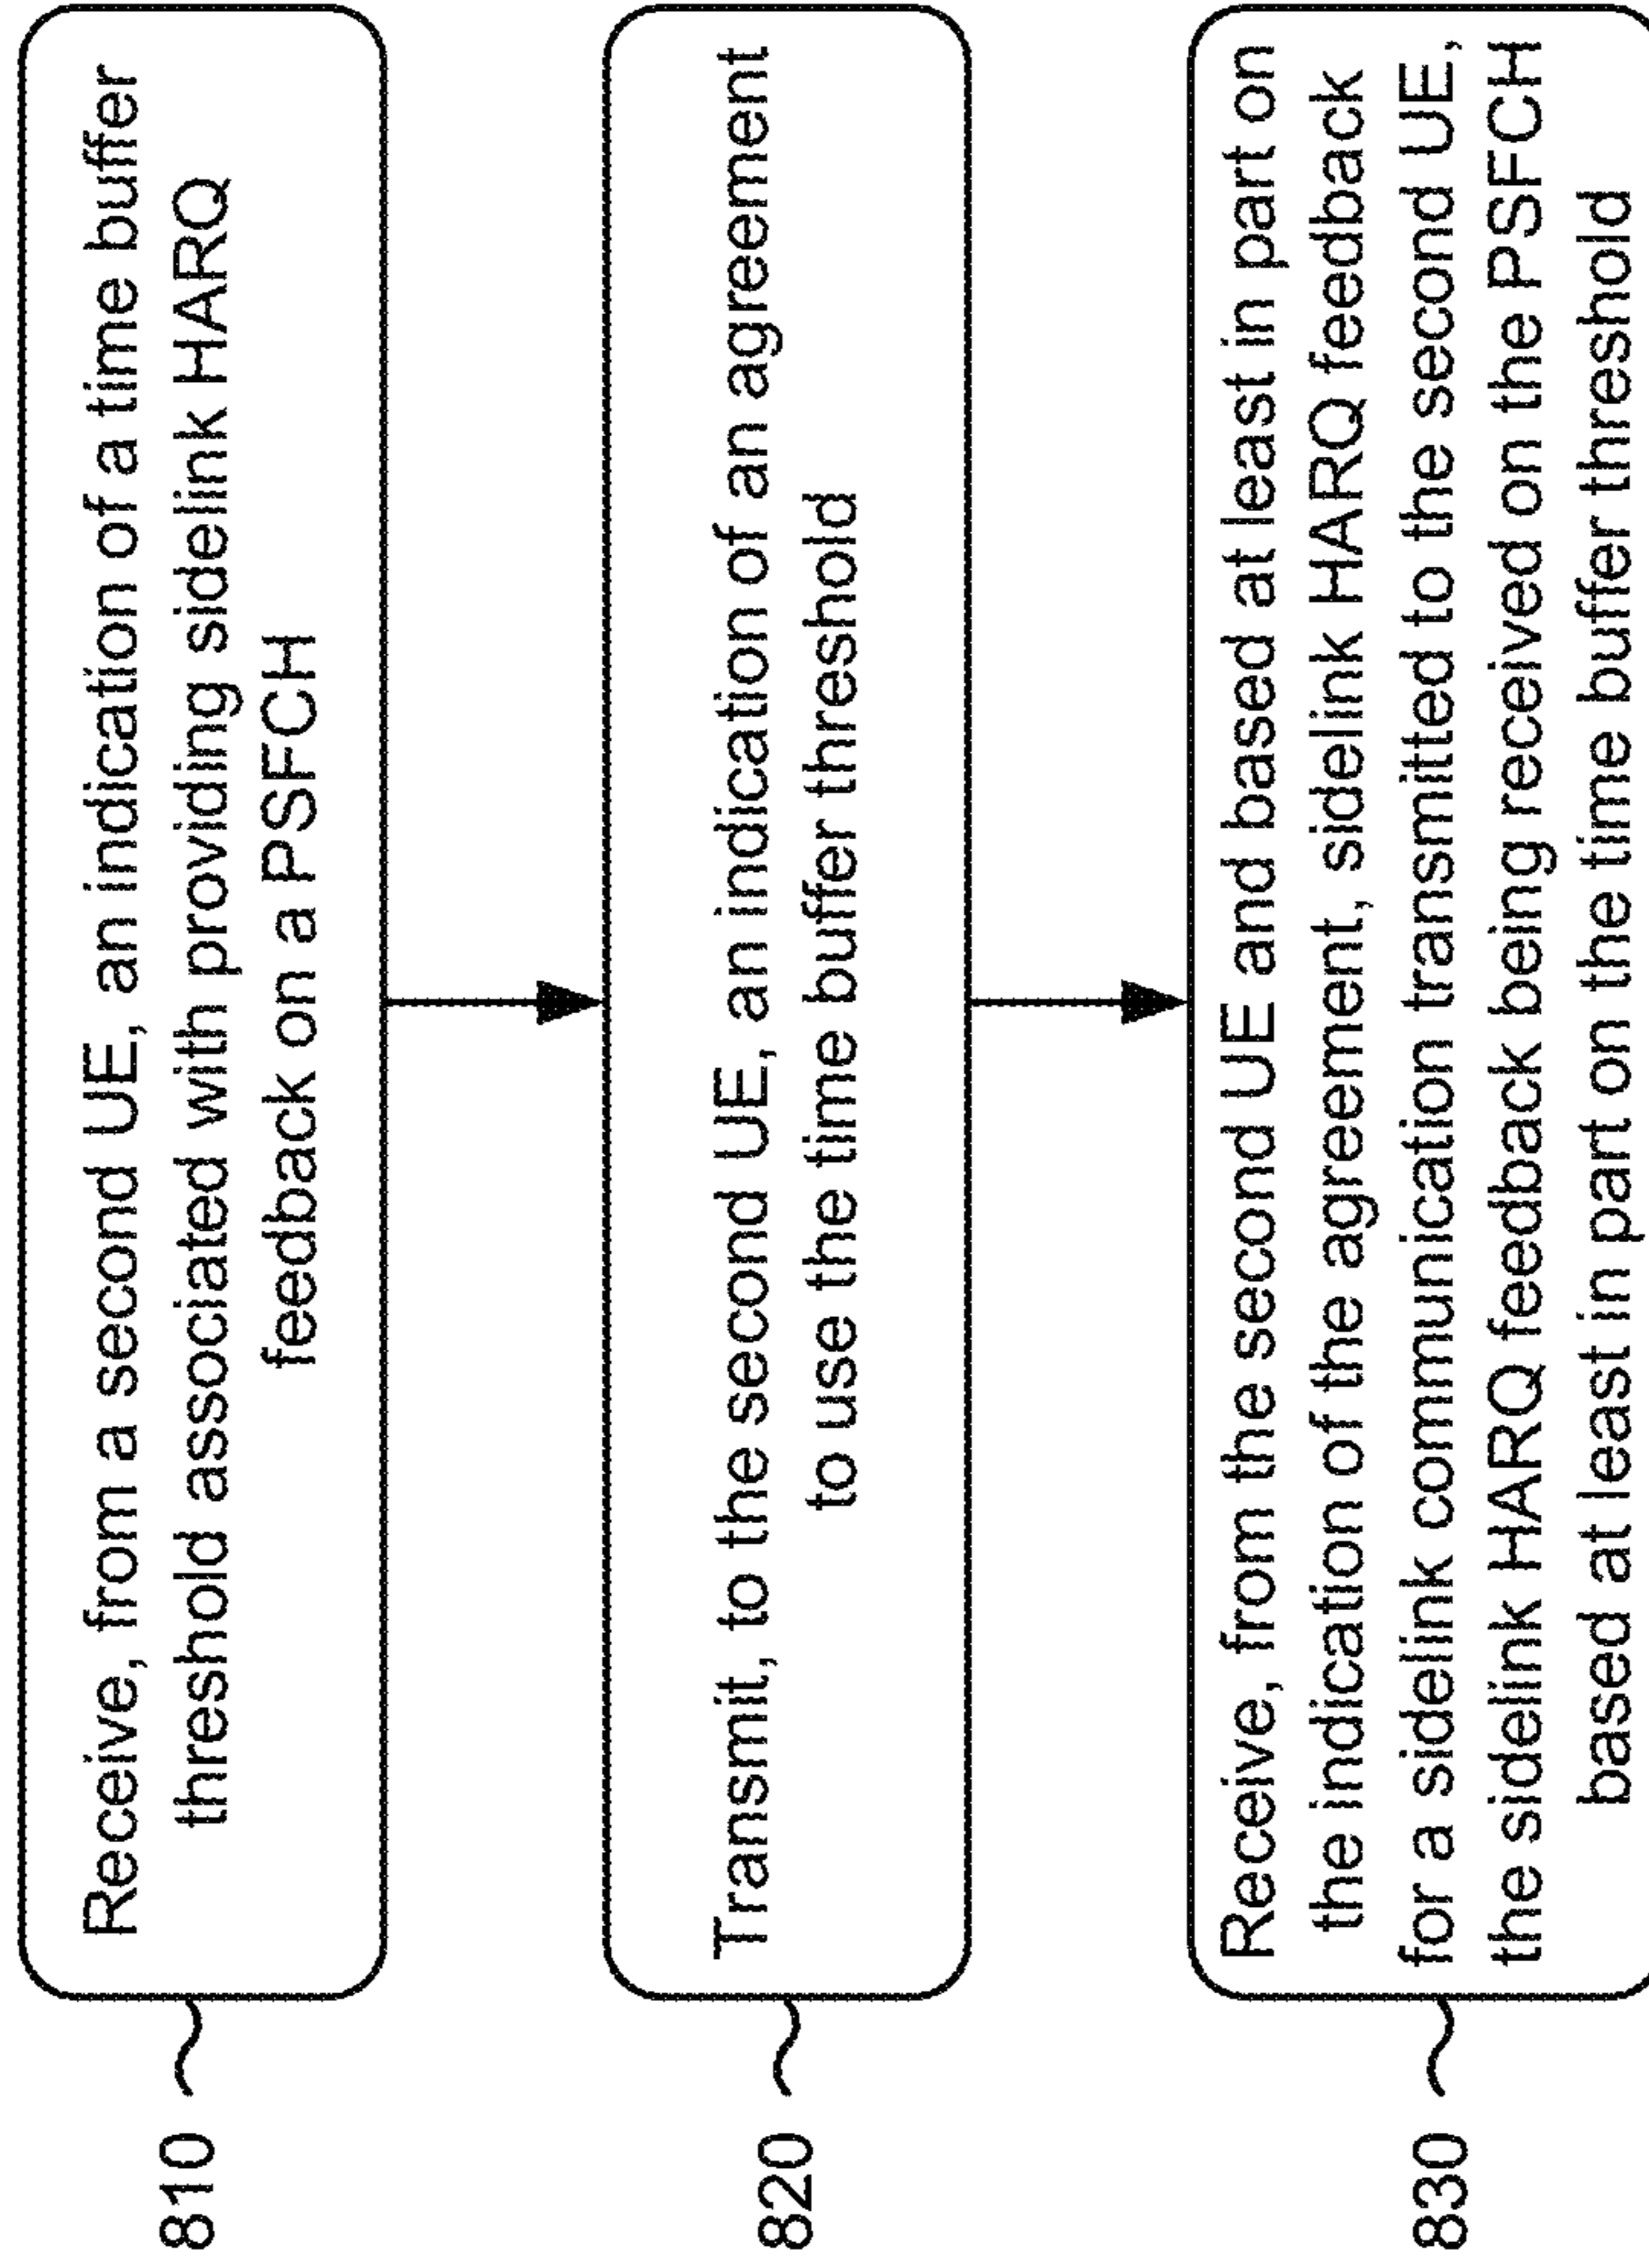 810
Receive, from a second UE, an indication of a time buffer
threshold associated with providing sidelink HARQ
feedback on a PSFCH
820
Transmit, to the second UE, an indication of an agreement
to use the time buffer threshold
830
Receive, from the second UE and based at least in part on
the indication of the agreement, sidelink HARQ feedback
for a sidelink communication transmitted to the second UE,
the sidelink HARQ feedback being received on the PSFCH
based at least in part on the time buffer threshold